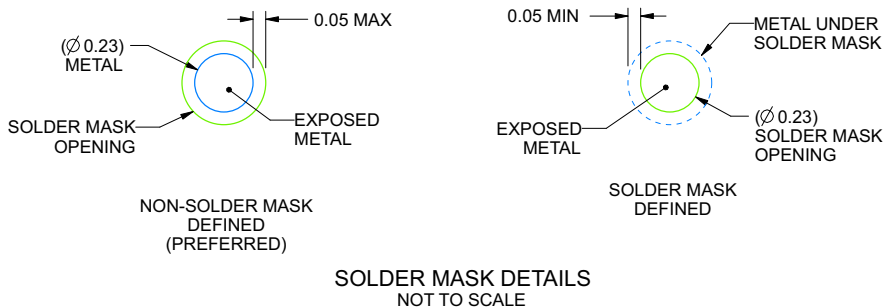 0.05 MAX
(Ø 0.23)
METAL
SOLDER MASK
OPENING
EXPOSED
METAL
NON-SOLDER MASK
DEFINED
(PREFERRED)
0.05 MIN
METAL UNDER
SOLDER MASK
(Ø 0.23)
SOLDER MASK
OPENING
EXPOSED
METAL
SOLDER MASK
DEFINED
SOLDER MASK DETAILS
NOT TO SCALE